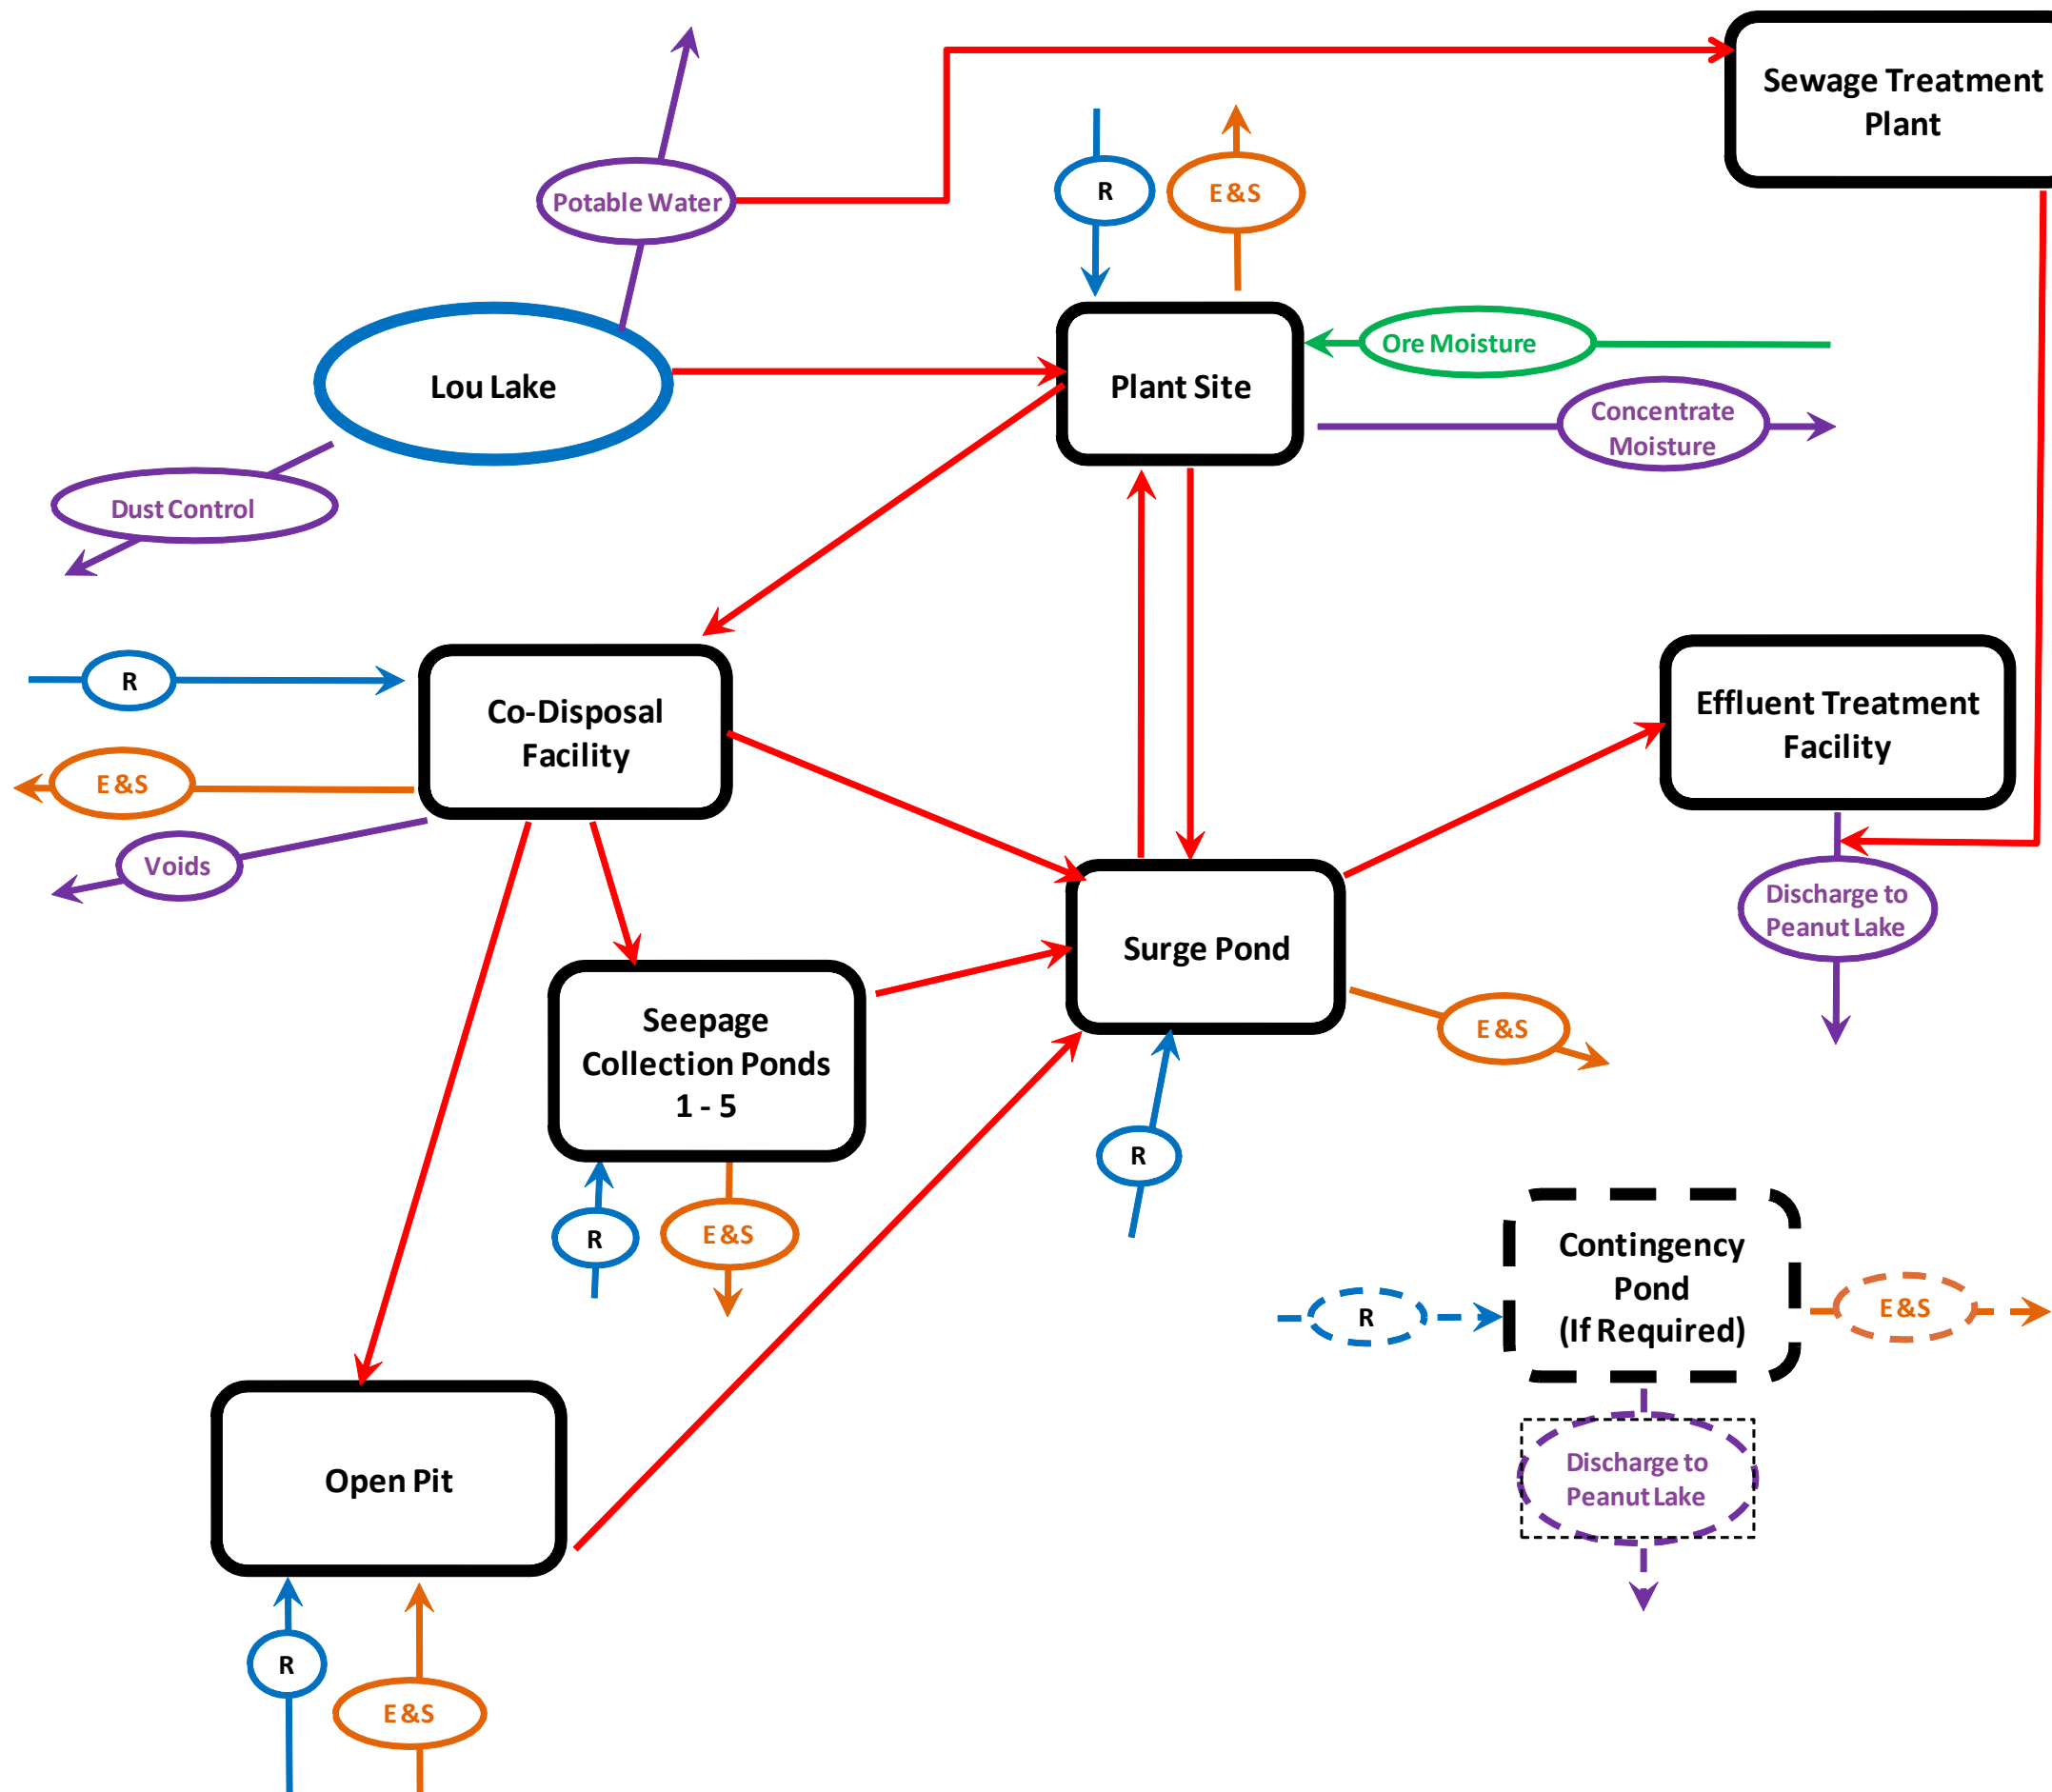 Sewage Treatment
Plant
Potable Water
R
E&S
Lou Lake
Plant Site
Ore Moisture
Concentrate
Moisture
Dust Control
R
Co-Disposal
Facility
E&S
Voids
Effluent Treatment
Facility
Discharge to
Peanut Lake
Surge Pond
E&S
Seepage
Collection Ponds
1 - 5
R
R
E&S
Contingency
Pond
(If Required)
R
E&S
Discharge to
Peanut Lake
Open Pit
R
E&S